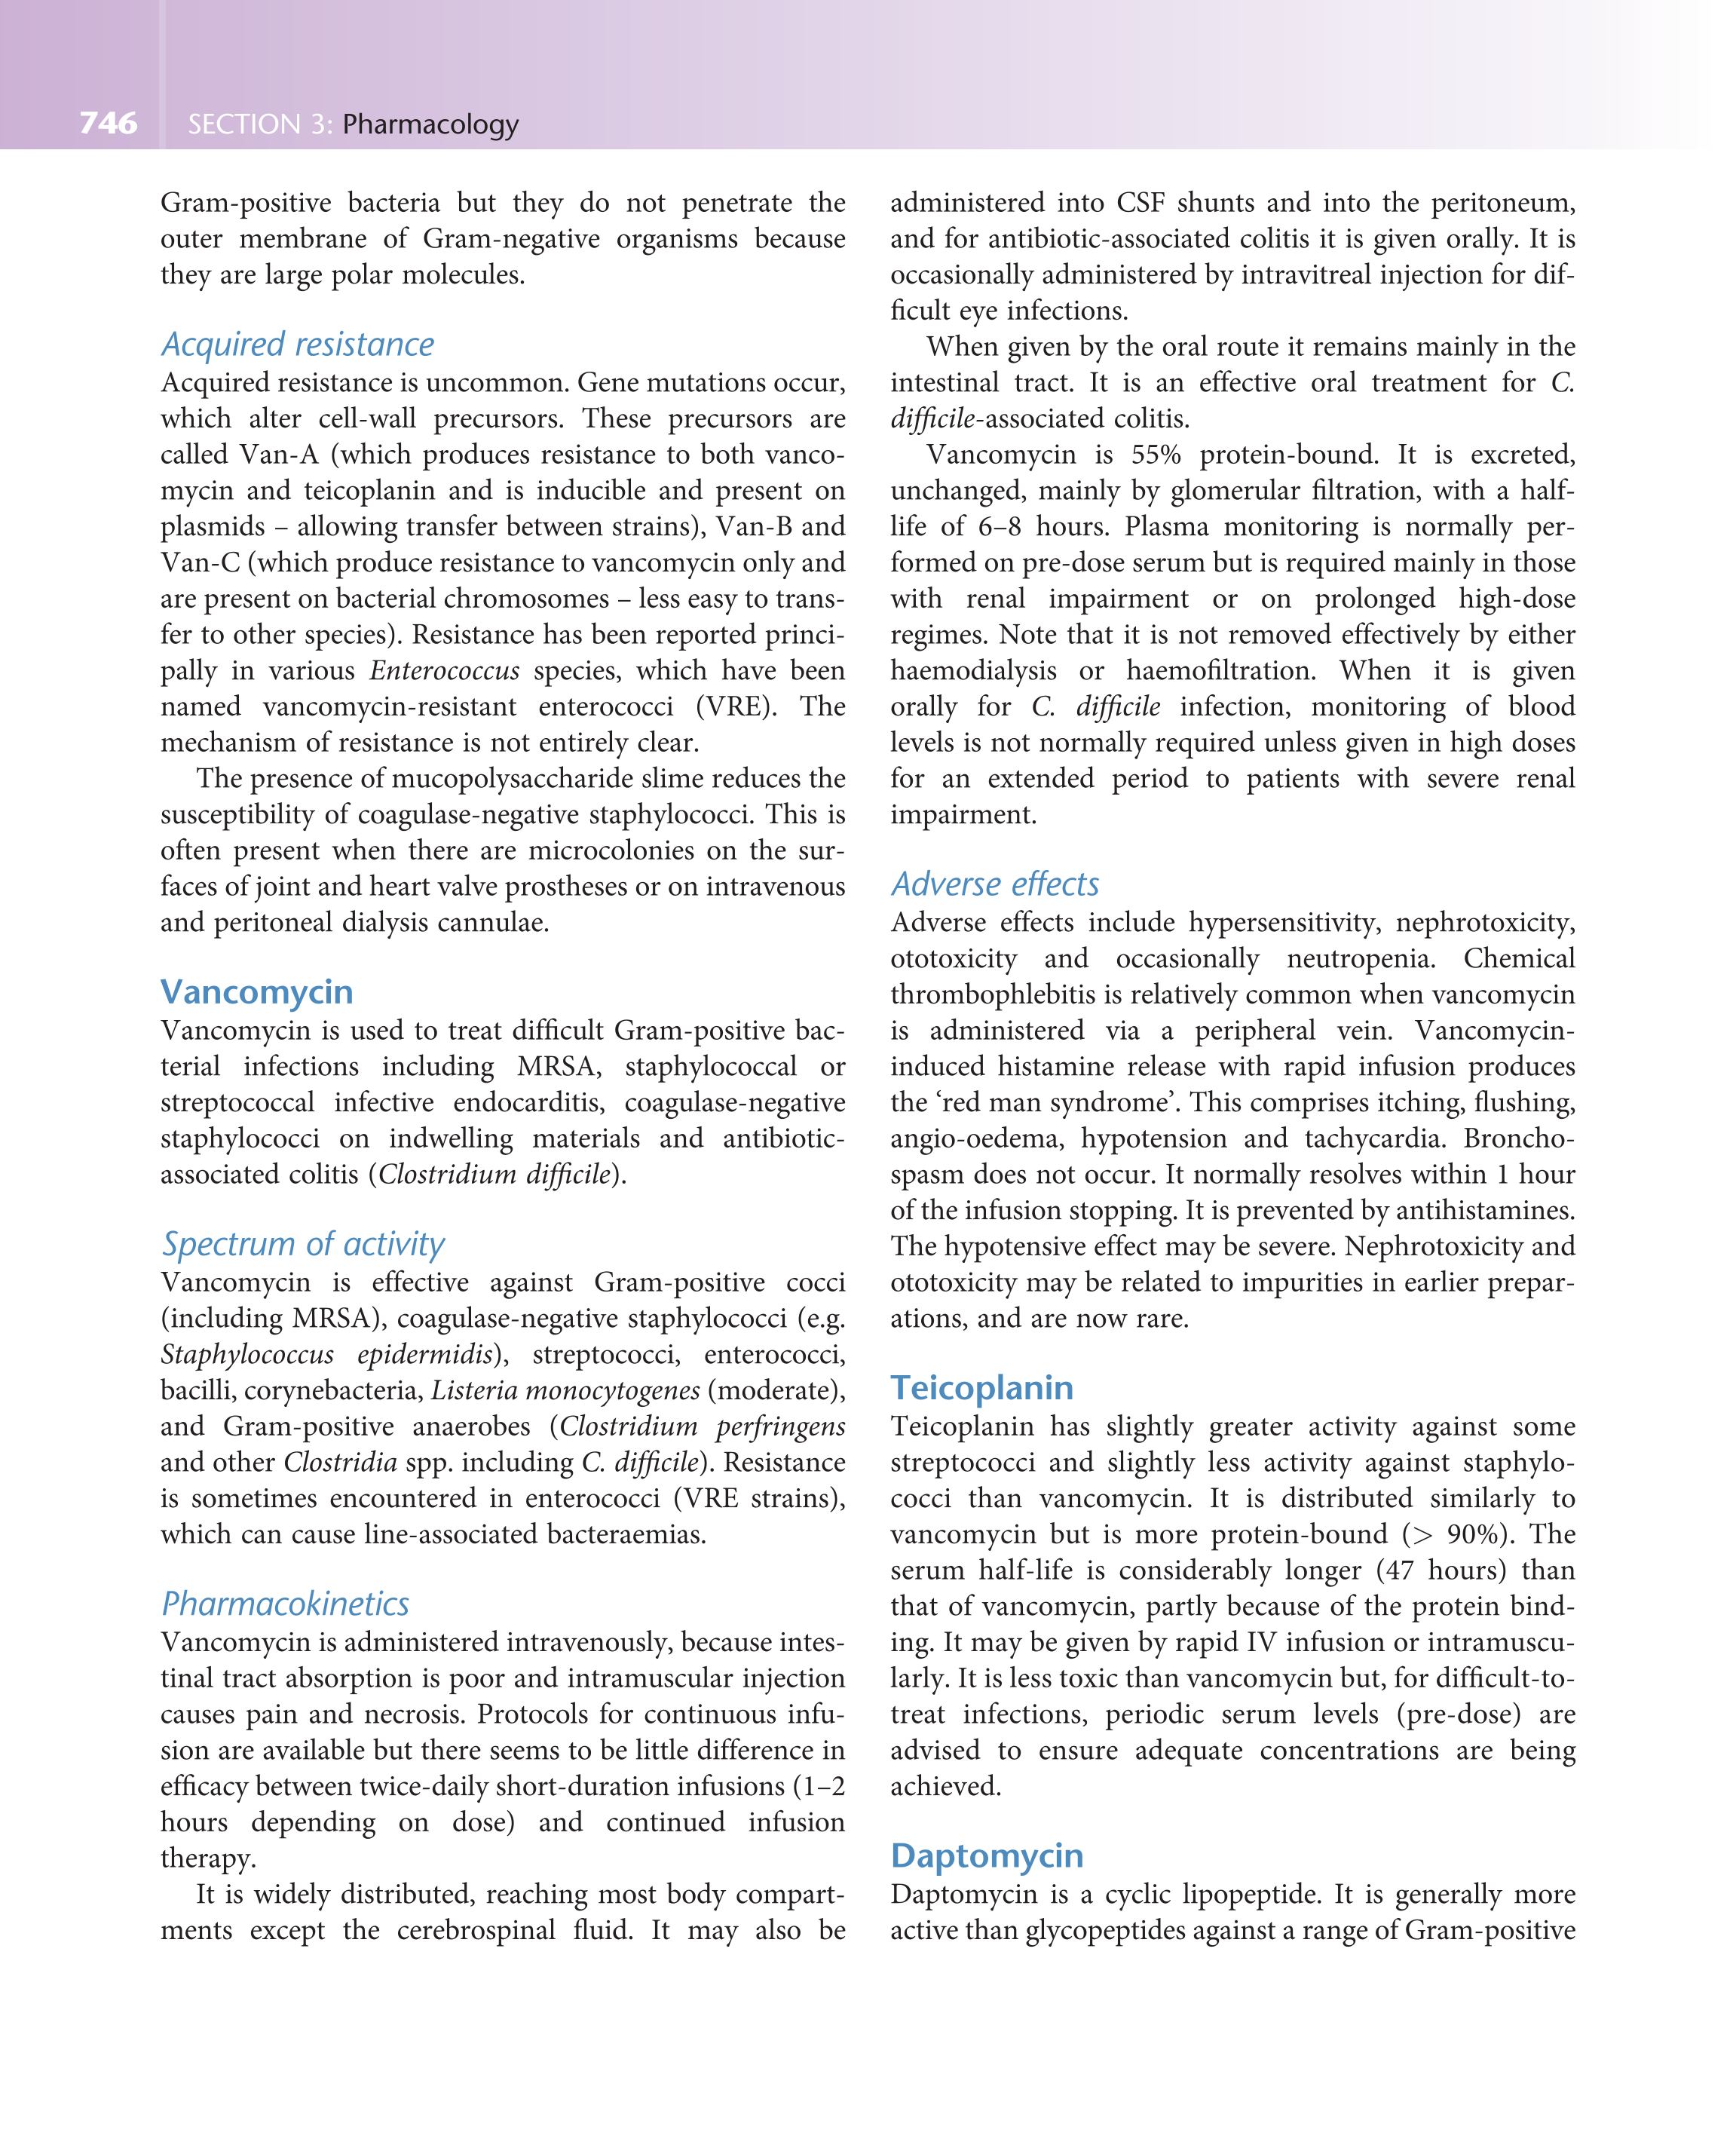 746 SECTION 3: Pharmacology
Gram-positive bacteria but they do not penetrate the
outer membrane of Gram-negative organisms because
they are large polar molecules.
Acquired resistance
Acquired resistance is uncommon. Gene mutations occur,
which alter cell-wall precursors. These precursors are
called Van-A (which produces resistance to both vanco-
mycin and teicoplanin and is inducible and present on
plasmids – allowing transfer between strains), Van-B and
Van-C (which produce resistance to vancomycin only and
are present on bacterial chromosomes – less easy to trans-
fer to other species). Resistance has been reported princi-
pally in various Enterococcus species, which have been
named vancomycin-resistant enterococci (VRE). The
mechanism of resistance is not entirely clear.
The presence of mucopolysaccharide slime reduces the
susceptibility of coagulase-negative staphylococci. This is
often present when there are microcolonies on the sur-
faces of joint and heart valve prostheses or on intravenous
and peritoneal dialysis cannulae.
Vancomycin
Vancomycin is used to treat difficult Gram-positive bac-
terial infections including MRSA, staphylococcal or
streptococcal infective endocarditis, coagulase-negative
staphylococci on indwelling materials and antibiotic-
associated colitis (Clostridium difficile).
Spectrum of activity
Vancomycin is effective against Gram-positive cocci
(including MRSA), coagulase-negative staphylococci (e.g.
Staphylococcus epidermidis), streptococci, enterococci,
bacilli, corynebacteria, Listeria monocytogenes (moderate),
and Gram-positive anaerobes (Clostridium perfringens
and other Clostridia spp. including C. difficile). Resistance
is sometimes encountered in enterococci (VRE strains),
which can cause line-associated bacteraemias.
Pharmacokinetics
Vancomycin is administered intravenously, because intes-
tinal tract absorption is poor and intramuscular injection
causes pain and necrosis. Protocols for continuous infu-
sion are available but there seems to be little difference in
efficacy between twice-daily short-duration infusions (1–2
hours depending on dose) and continued infusion
therapy.
It is widely distributed, reaching most body compart-
ments except the cerebrospinal fluid. It may also be
administered into CSF shunts and into the peritoneum,
and for antibiotic-associated colitis it is given orally. It is
occasionally administered by intravitreal injection for dif-
ficult eye infections.
When given by the oral route it remains mainly in the
intestinal tract. It is an effective oral treatment for C.
difficile-associated colitis.
Vancomycin is 55% protein-bound. It is excreted,
unchanged, mainly by glomerular filtration, with a half-
life of 6–8 hours. Plasma monitoring is normally per-
formed on pre-dose serum but is required mainly in those
with renal impairment or on prolonged high-dose
regimes. Note that it is not removed effectively by either
haemodialysis or haemofiltration. When it is given
orally for C. difficile infection, monitoring of blood
levels is not normally required unless given in high doses
for an extended period to patients with severe renal
impairment.
Adverse effects
Adverse effects include hypersensitivity, nephrotoxicity,
ototoxicity and occasionally neutropenia. Chemical
thrombophlebitis is relatively common when vancomycin
is administered via a peripheral vein. Vancomycin-
induced histamine release with rapid infusion produces
the ‘red man syndrome’. This comprises itching, flushing,
angio-oedema, hypotension and tachycardia. Broncho-
spasm does not occur. It normally resolves within 1 hour
of the infusion stopping. It is prevented by antihistamines.
The hypotensive effect may be severe. Nephrotoxicity and
ototoxicity may be related to impurities in earlier prepar-
ations, and are now rare.
Teicoplanin
Teicoplanin has slightly greater activity against some
streptococci and slightly less activity against staphylo-
cocci than vancomycin. It is distributed similarly to
vancomycin but is more protein-bound (> 90%). The
serum half-life is considerably longer (47 hours) than
that of vancomycin, partly because of the protein bind-
ing. It may be given by rapid IV infusion or intramuscu-
larly. It is less toxic than vancomycin but, for difficult-to-
treat infections, periodic serum levels (pre-dose) are
advised to ensure adequate concentrations are being
achieved.
Daptomycin
Daptomycin is a cyclic lipopeptide. It is generally more
active than glycopeptides against a range of Gram-positive